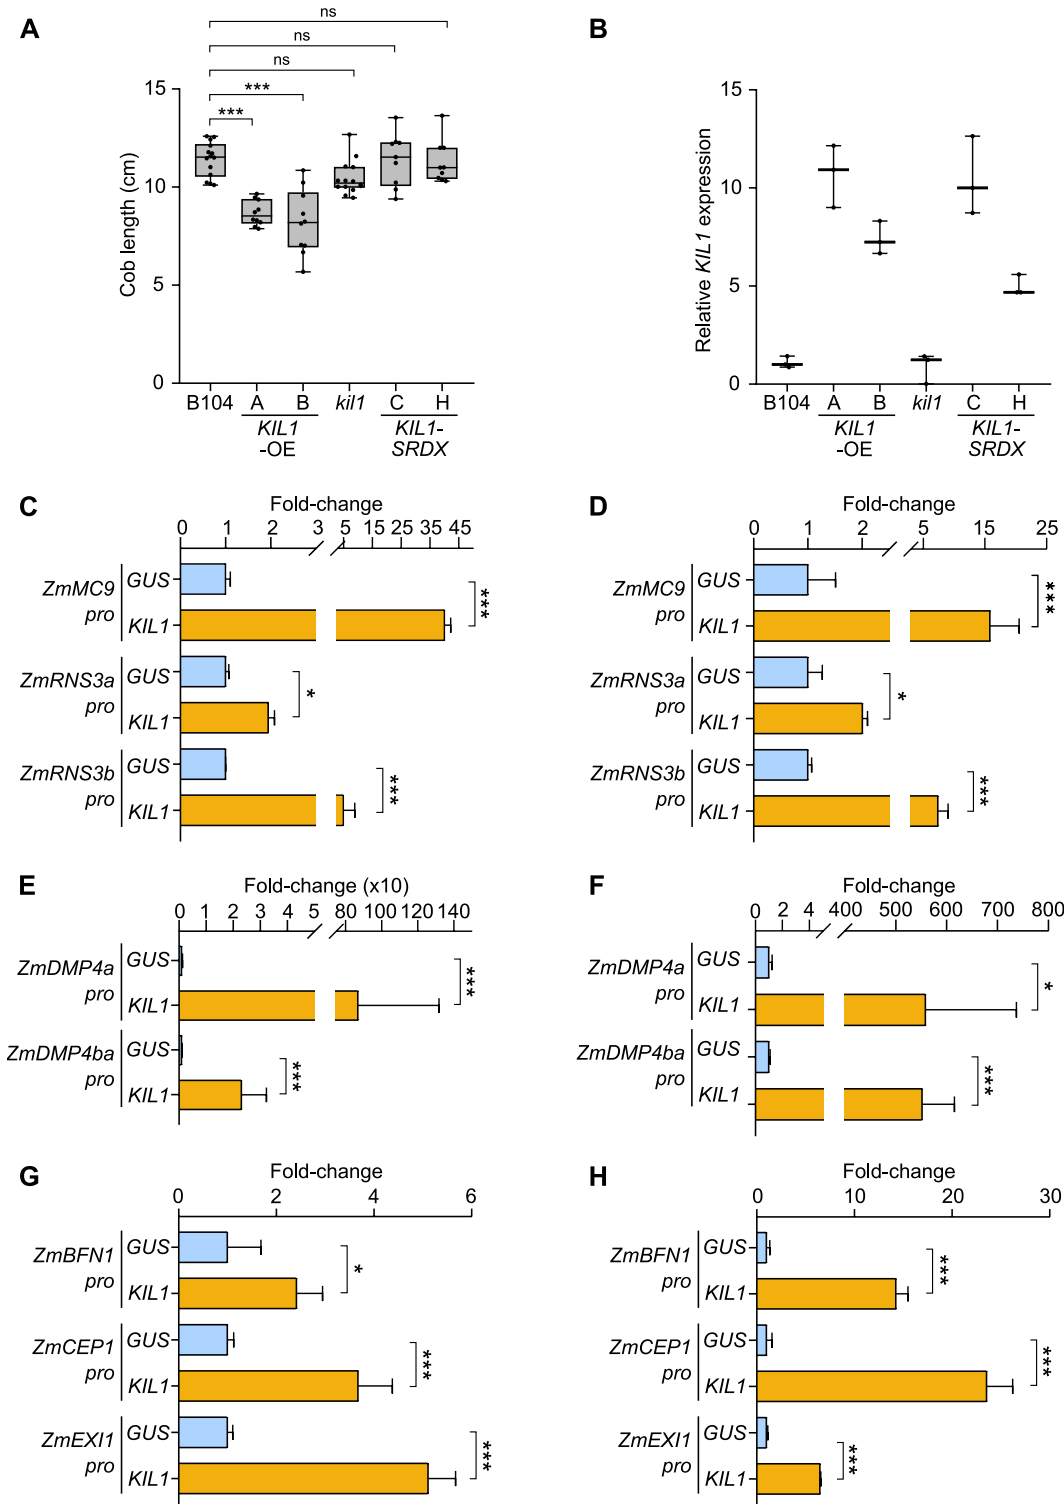 A
ns
ns
ns
***
***
15
10
5
0
Cob length (cm)
B104
A
B
kil1
C
H
KIL1
-OE
KIL1-
SRDX
B
15
10
5
0
Relative KIL1 expression
B104
A
B
kil1
C
H
KIL1
-OE
KIL1-
SRDX
C
Fold-change
0 1 2 3 5 25 45
ZmMC9
pro
GUS
KIL1
***
ZmRNS3a
pro
GUS
KIL1
*
ZmRNS3b
pro
GUS
KIL1
***
D
Fold-change
0 1 2 5 15 25
ZmMC9
pro
GUS
KIL1
***
ZmRNS3a
pro
GUS
KIL1
*
ZmRNS3b
pro
GUS
KIL1
***
E
Fold-change (x10)
0 1 2 3 4 5 80 100 120 140
ZmDMP4a
pro
GUS
KIL1
***
ZmDMP4ba
pro
GUS
KIL1
***
F
Fold-change
0 2 4 400 500 600 700 800
ZmDMP4a
pro
GUS
KIL1
*
ZmDMP4ba
pro
GUS
KIL1
***
G
Fold-change
0 2 4 6
ZmBFN1
pro
GUS
KIL1
*
ZmCEP1
pro
GUS
KIL1
***
ZmEXI1
pro
GUS
KIL1
***
H
Fold-change
0 10 20 30
ZmBFN1
pro
GUS
KIL1
***
ZmCEP1
pro
GUS
KIL1
***
ZmEXI1
pro
GUS
KIL1
***